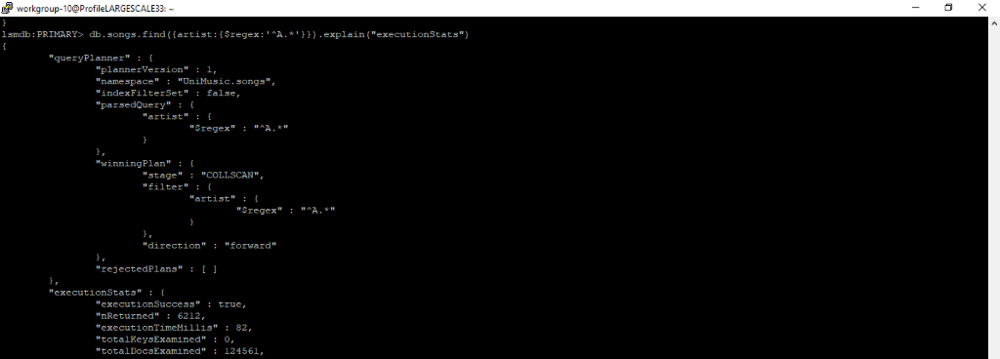 workgroup-10@ProfileLARGESCALE33: ~
}
lsmdb:PRIMARY> db.songs.find({artist:{$regex:'^A.*'}}).explain("executionStats")
{
        "queryPlanner" : {
                "plannerVersion" : 1,
                "namespace" : "UniMusic.songs",
                "indexFilterSet" : false,
                "parsedQuery" : {
                        "artist" : {
                                "$regex" : "^A.*"
                        }
                },
                "winningPlan" : {
                        "stage" : "COLLSCAN",
                        "filter" : {
                                "artist" : {
                                        "$regex" : "^A.*"
                                }
                        },
                        "direction" : "forward"
                },
                "rejectedPlans" : [ ]
        },
        "executionStats" : {
                "executionSuccess" : true,
                "nReturned" : 6212,
                "executionTimeMillis" : 82,
                "totalKeysExamined" : 0,
                "totalDocsExamined" : 124561,